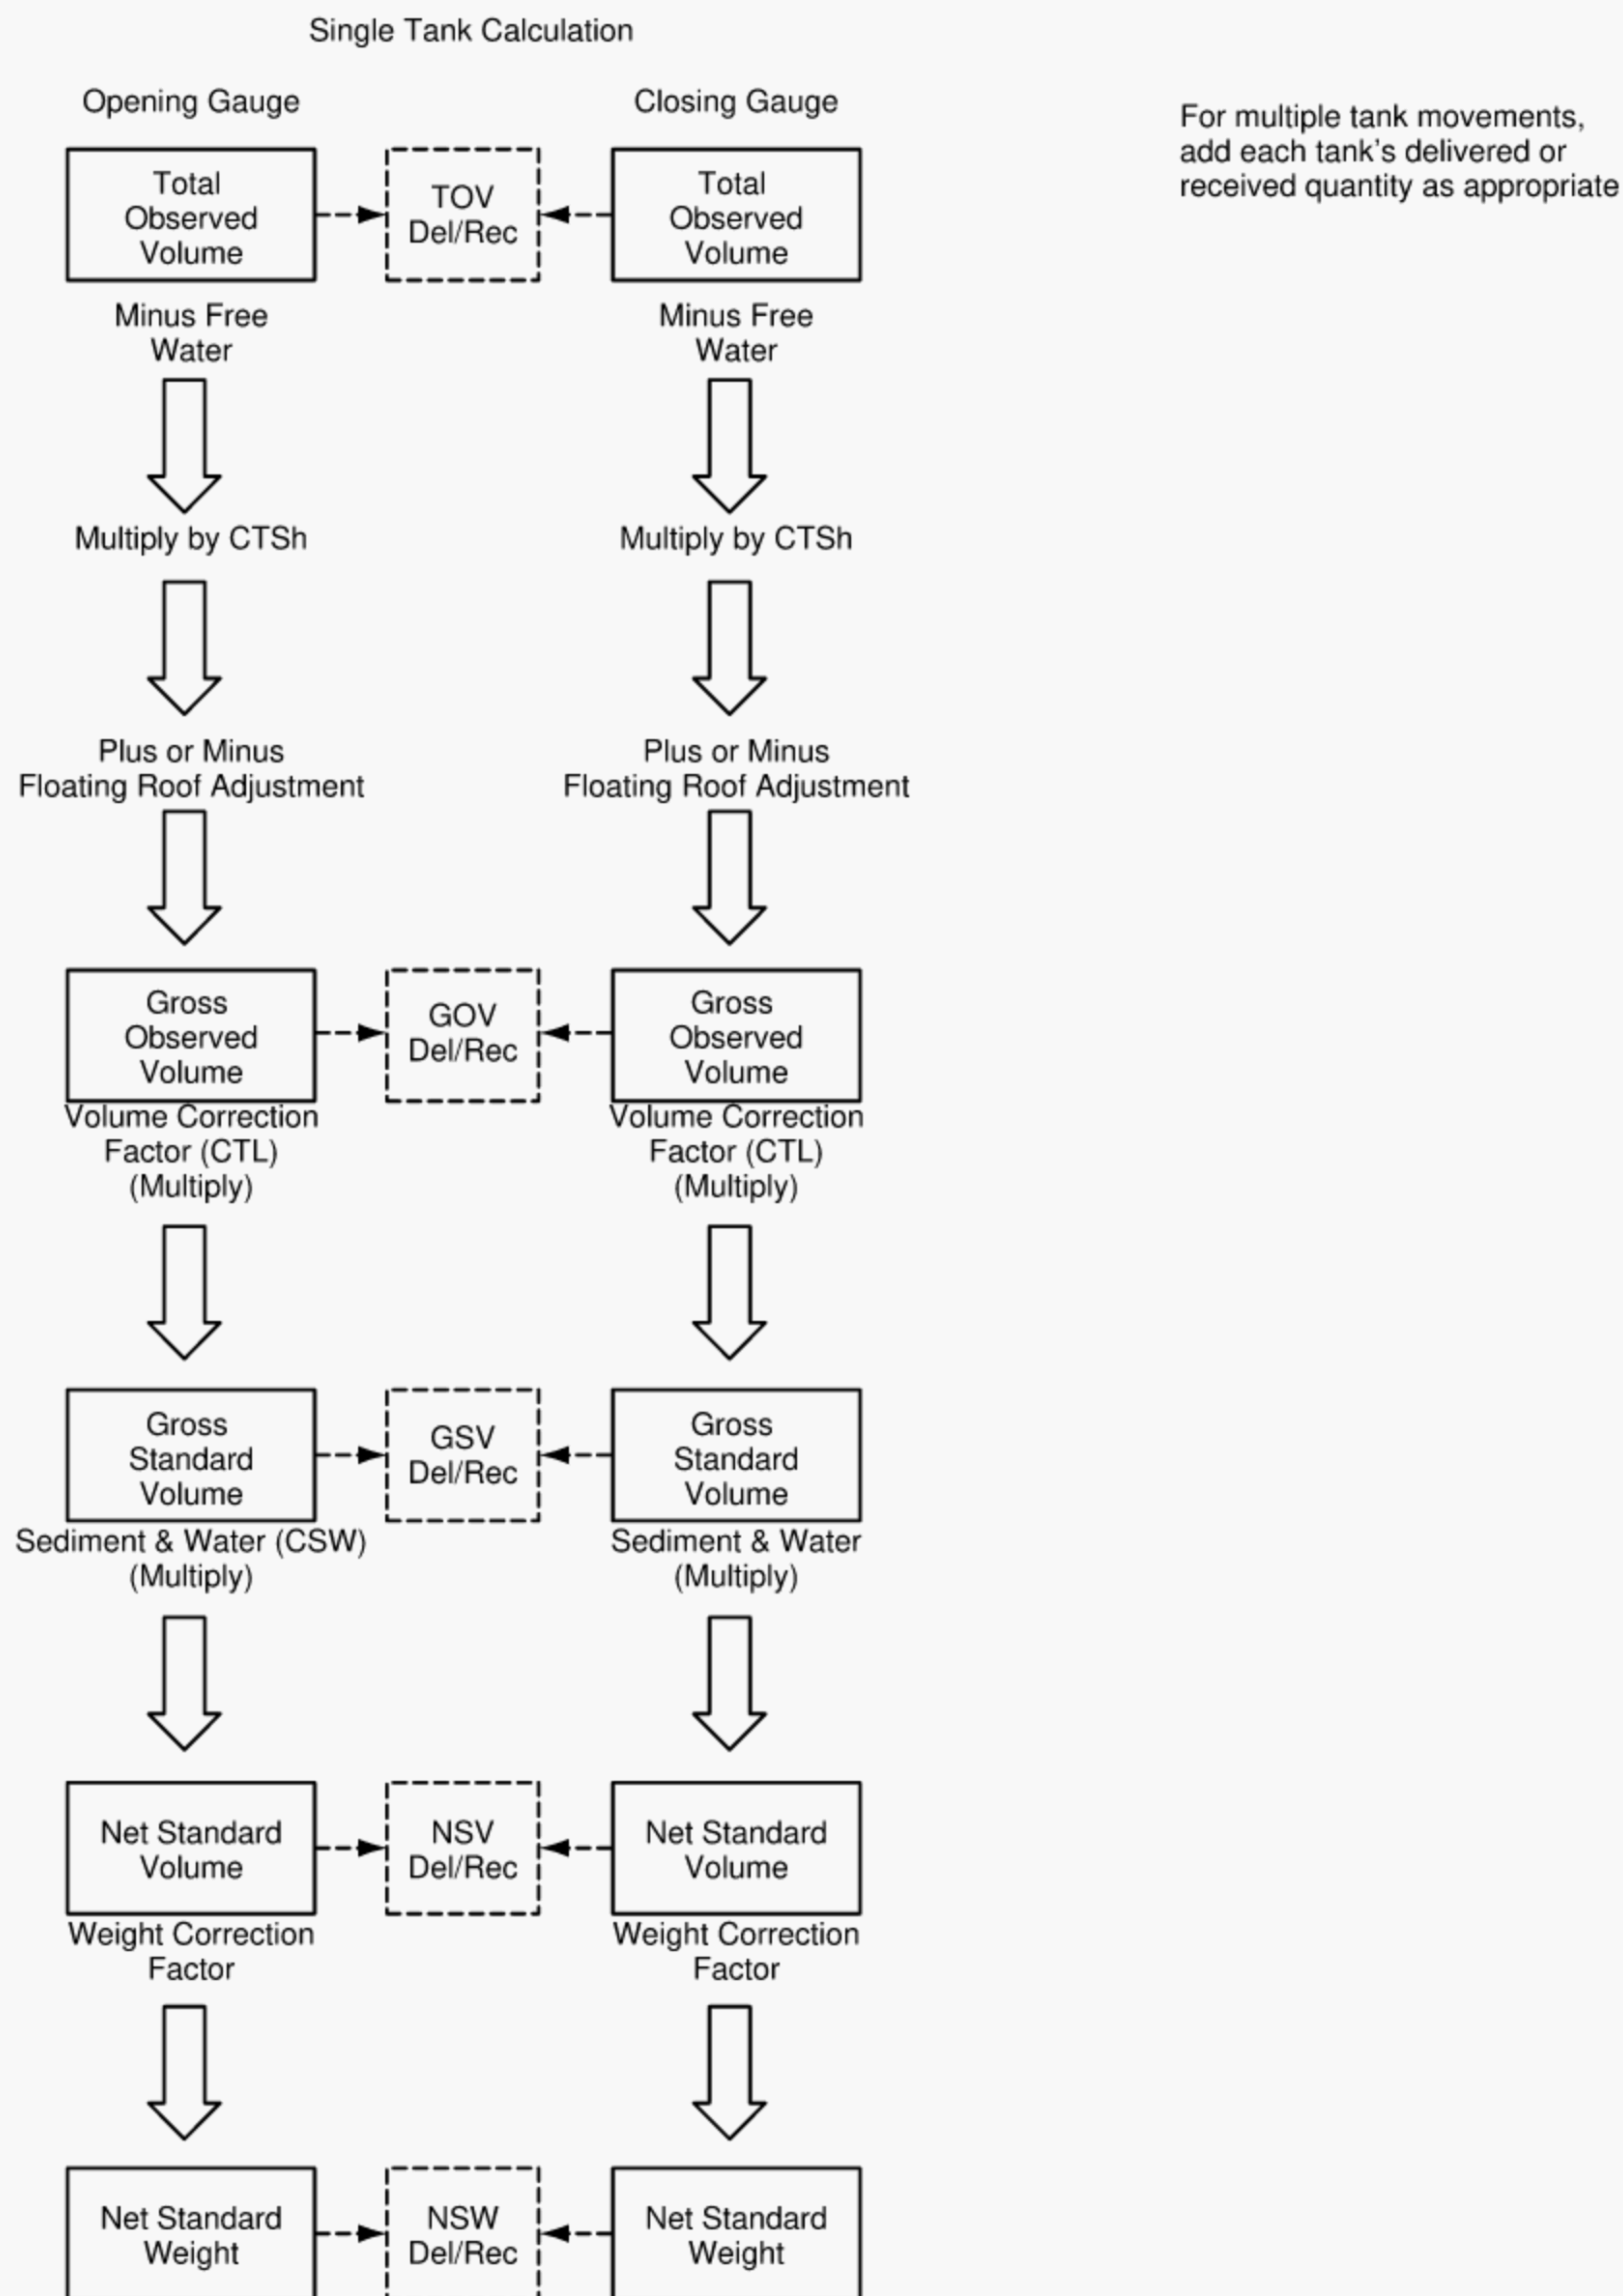 Single Tank Calculation
Opening Gauge
Closing Gauge
For multiple tank movements,
add each tank's delivered or
received quantity as appropriate
Total
Observed
Volume
TOV
Del/Rec
Total
Observed
Volume
Minus Free
Water
Minus Free
Water
Multiply by CTSh
Multiply by CTSh
Plus or Minus
Floating Roof Adjustment
Plus or Minus
Floating Roof Adjustment
Gross
Observed
Volume
GOV
Del/Rec
Gross
Observed
Volume
Volume Correction
Factor (CTL)
(Multiply)
Volume Correction
Factor (CTL)
(Multiply)
Gross
Standard
Volume
GSV
Del/Rec
Gross
Standard
Volume
Sediment & Water (CSW)
(Multiply)
Sediment & Water
(Multiply)
Net Standard
Volume
NSV
Del/Rec
Net Standard
Volume
Weight Correction
Factor
Weight Correction
Factor
Net Standard
Weight
NSW
Del/Rec
Net Standard
Weight